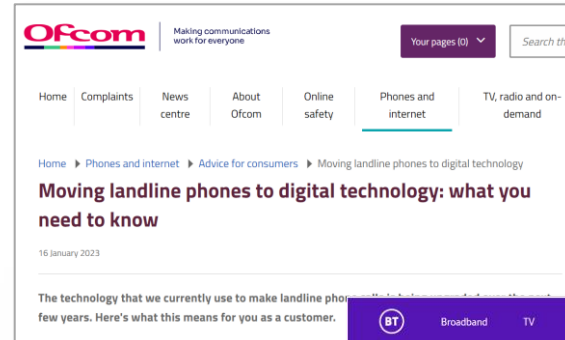 Ofcom
Making communications
work for everyone
Your pages (0)
Search th
Home Complaints News centre About Ofcom Online safety Phones and internet TV, radio and on-demand
Home Phones and internet Advice for consumers Moving landline phones to digital technology
Moving landline phones to digital technology: what you
need to know
16 January 2023
The technology that we currently use to make landline phone
few years. Here's what this means for you as a customer.
BT Broadband TV